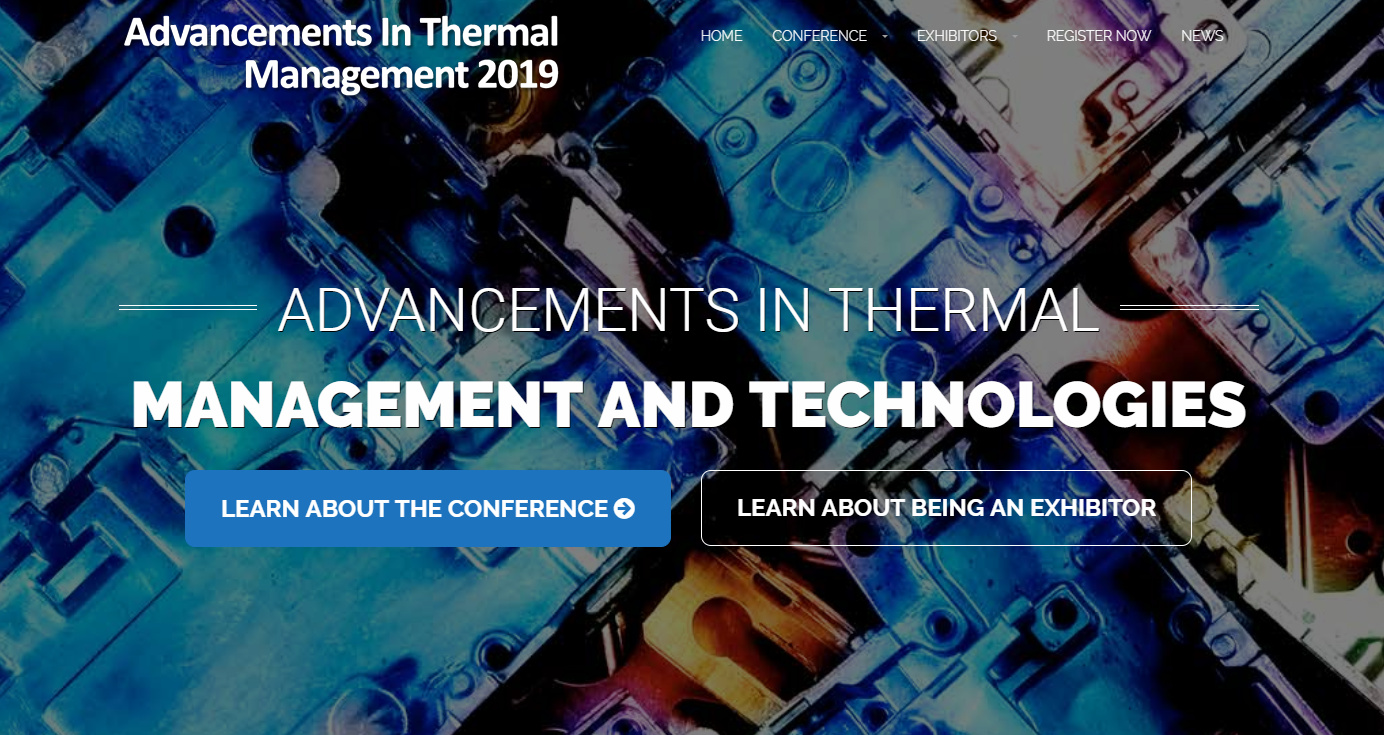 Advancements In Thermal
Management 2019
HOME CONFERENCE EXHIBITORS REGISTER NOW NEWS
ADVANCEMENTS IN THERMAL
MANAGEMENT AND TECHNOLOGIES
LEARN ABOUT THE CONFERENCE
LEARN ABOUT BEING AN EXHIBITOR